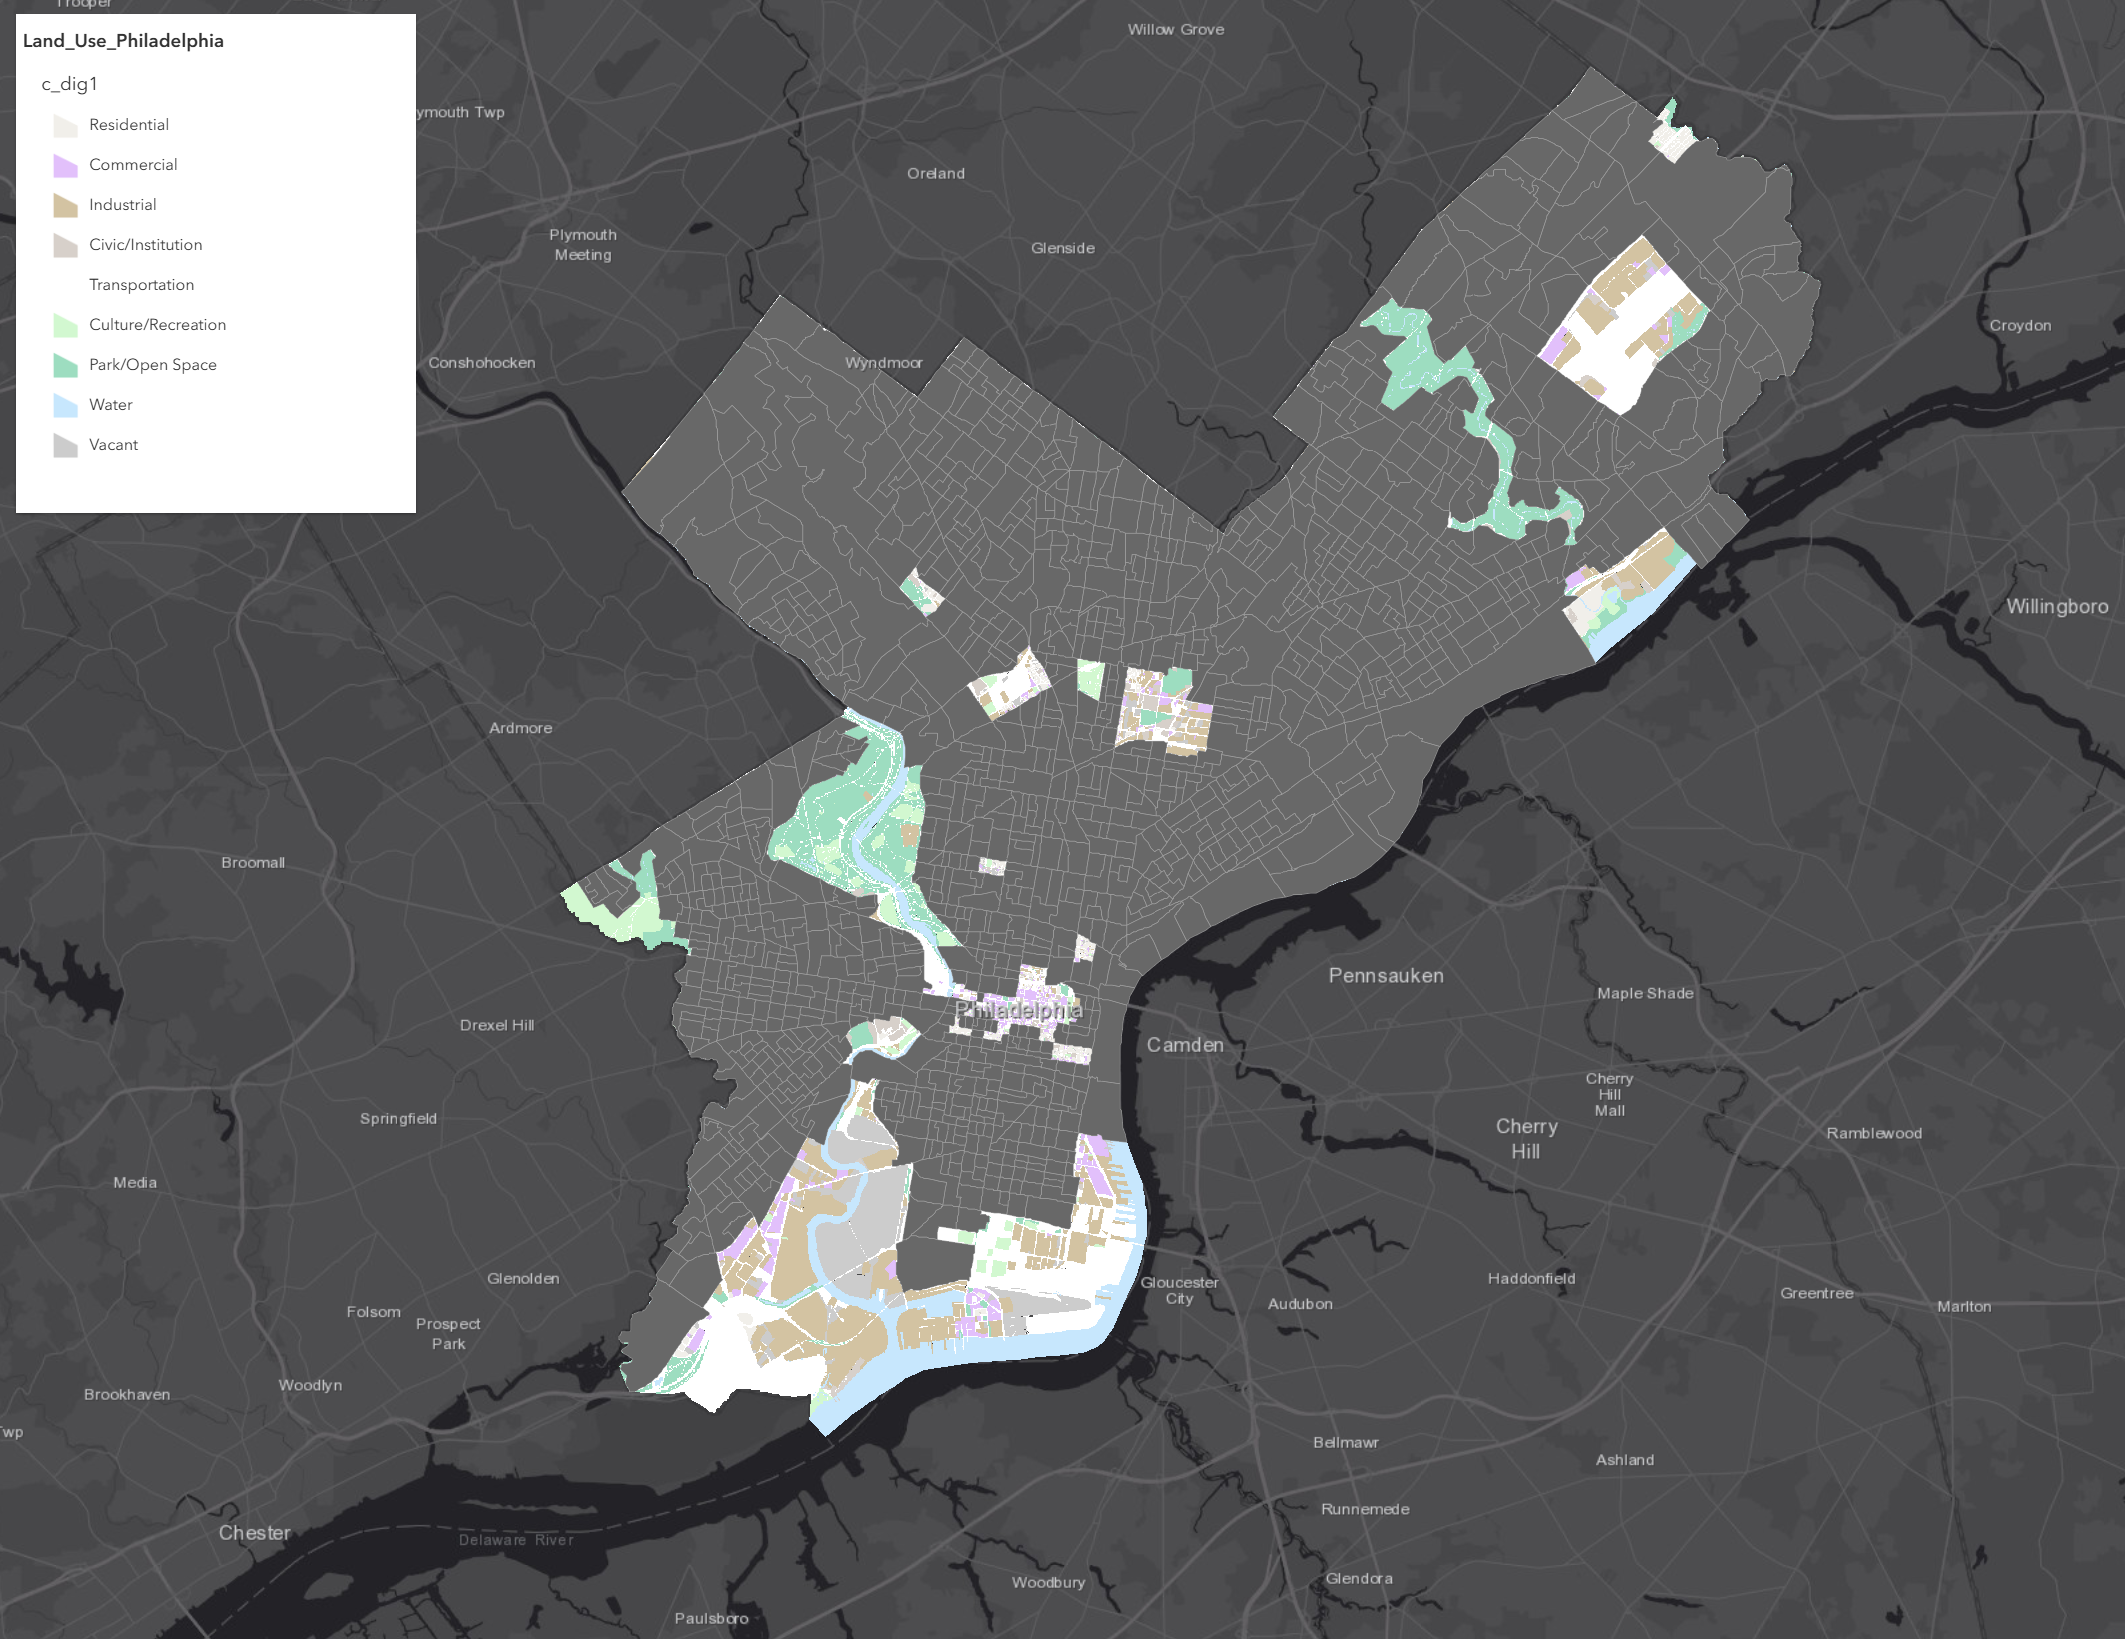 Trooper
Land_Use_Philadelphia
c_dig1
Residential
Commercial
Industrial
Civic/Institution
Transportation
Culture/Recreation
Park/Open Space
Water
Vacant
Willow Grove
ymouth Twp
Oreland
Plymouth
Meeting
Glenside
Croydon
Conshohocken
Wyndmoor
Willingboro
Ardmore
Broomall
Pennsauken
Maple Shade
Philadelphia
Drexel Hill
Camden
Cherry
Hill
Mall
Springfield
Cherry
Hill
Ramblewood
Media
Glenolden
Gloucester
City
Haddonfield
Greentree
Folsom
Prospect
Park
Audubon
Marlton
Woodlyn
Brookhaven
Twp
Bellmawr
Ashland
Runnemede
Chester
Delaware River
Woodbury
Glendora
Paulsboro